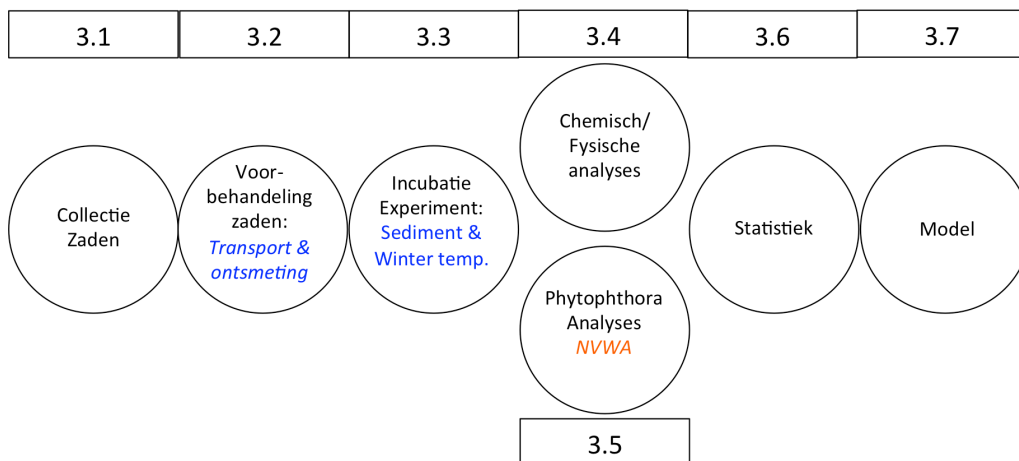 3.1
3.2
3.3
3.4
3.6
3.7
Collectie
Zaden
Voor-
behandeling
zaden:
Transport &
ontsmeting
Incubatie
Experiment:
Sediment &
Winter temp.
Chemisch/
Fysische
analyses
Phytophthora
Analyses
NVWA
Statistiek
Model
3.5